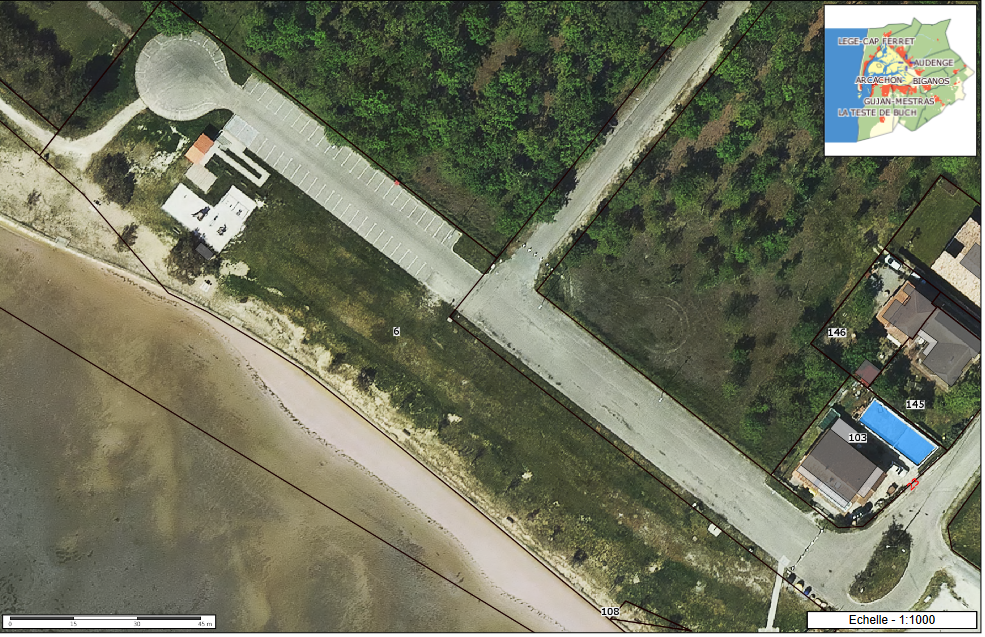 LEGE-CAP FERRET
AUDENGE
ARCACHON
BIGANOS
GUJAN-MESTRAS
LA TESTE DE BUCH
6
146
145
103
108
0 15 30 45 m
Echelle - 1:1000